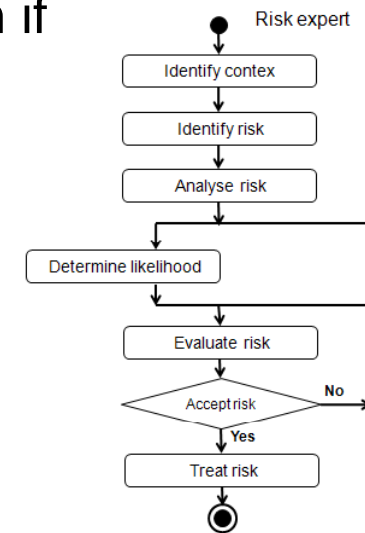 n if
Risk expert
Identify contex
Identify risk
Analyse risk
Determine likelihood
Evaluate risk
Accept risk
No
Yes
Treat risk